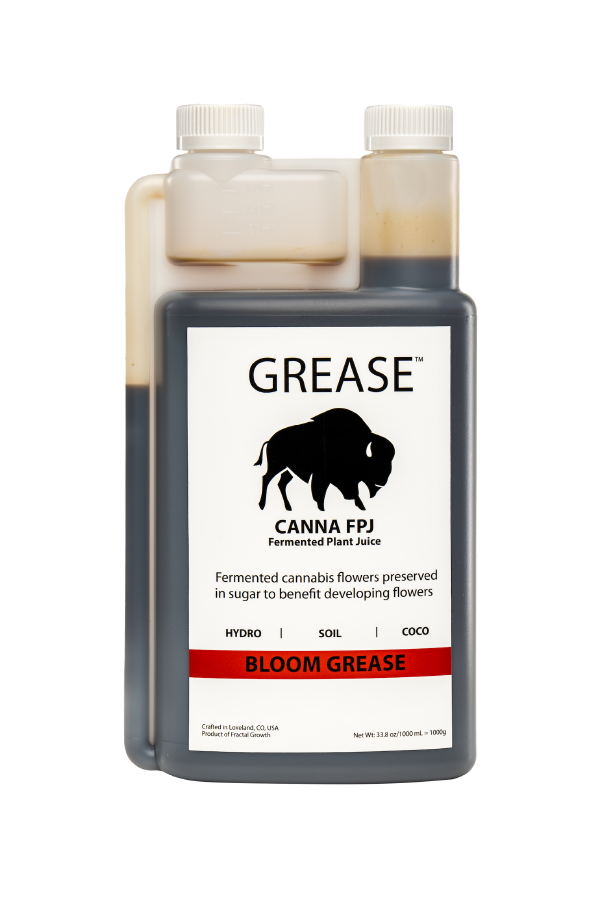 GREASE™
CANNA FPJ
Fermented Plant Juice
Fermented cannabis flowers preserved
in sugar to benefit developing flowers
HYDRO | SOIL | COCO
BLOOM GREASE
Crafted in Loveland, CO, USA
Product of Fractal Growth
Net Wt: 33.8 oz/1000 mL = 1000g